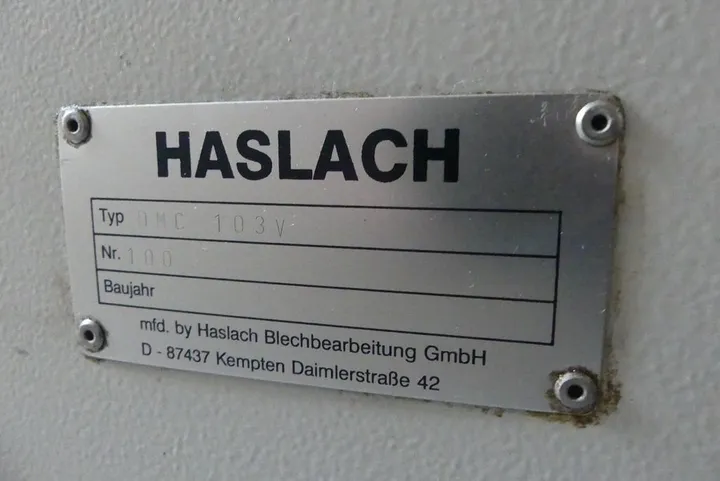 HASLACH
Typ DMC 103V
Nr. 100
Baujahr
mfd. by Haslach Blechbearbeitung GmbH
D - 87437 Kempten Daimlerstraße 42